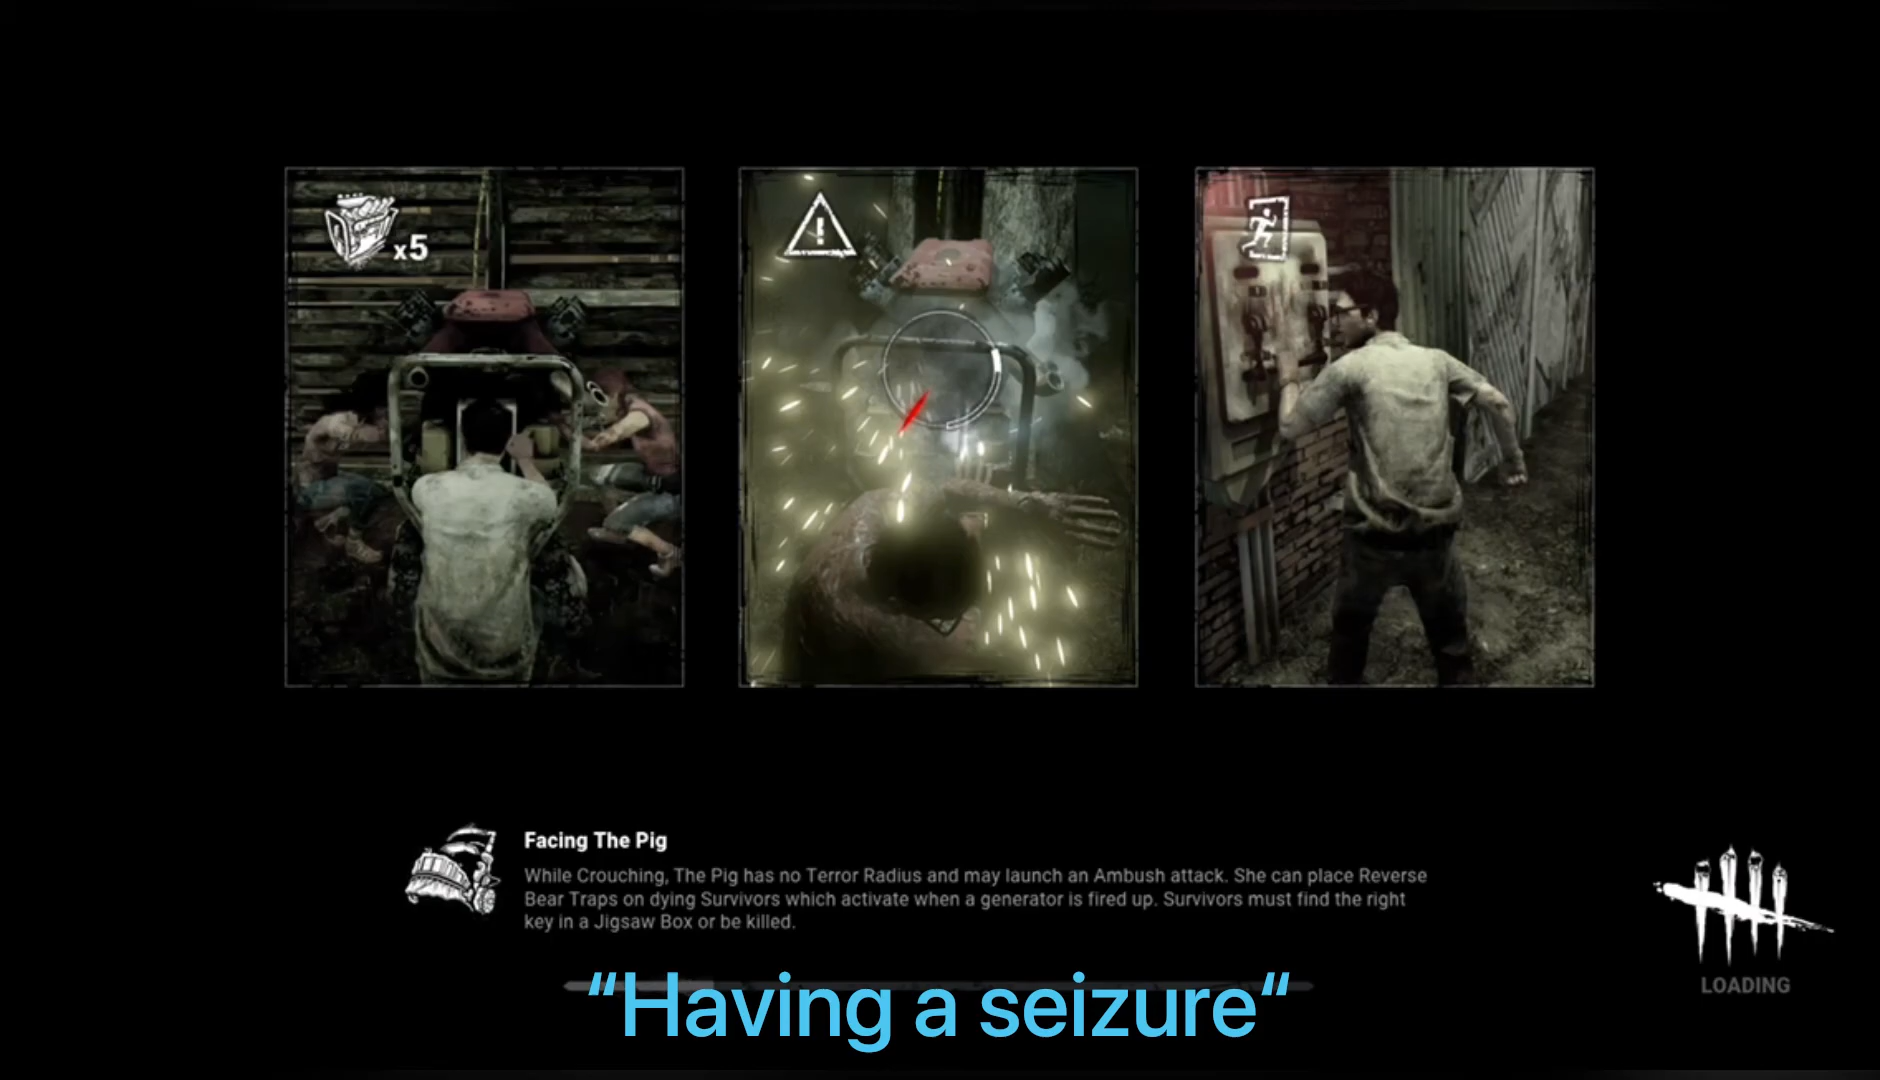 x5
Facing The Pig
While Crouching, The Pig has no Terror Radius and may launch an Ambush attack. She can place Reverse
Bear Traps on dying Survivors which activate when a generator is fired up. Survivors must find the right
key in a Jigsaw Box or be killed.
LOADING
“Having a seizure“